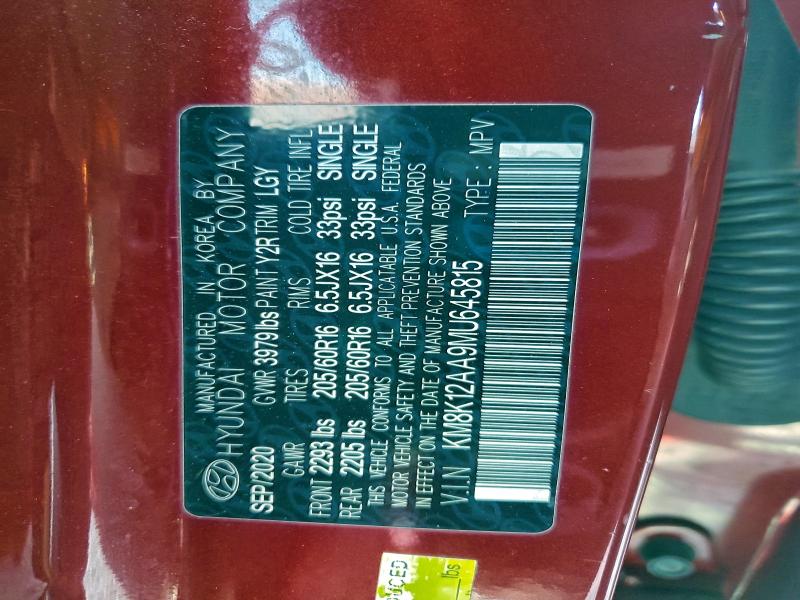 MANUFACTURED IN KOREA BY
HYUNDAI MOTOR COMPANY
SEP/2020 GVWR 3979lbs PAINT Y2R TRIM LGY
GAWR TIRES RIMS COLD TIRE INFL
FRONT 2293 lbs 205/60R16 6.5JX16 33psi SINGLE
REAR 2205 lbs 205/60R16 6.5JX16 33psi SINGLE
THIS VEHICLE CONFORMS TO ALL APPLICATABLE U.S.A. FEDERAL
MOTOR VEHICLE SAFETY AND THEFT PREVENTION STANDARDS
IN EFFECT ON THE DATE OF MANUFACTURE SHOWN ABOVE
V.I.N KM8K12AA9MU645815 TYPE : MPV
lbs